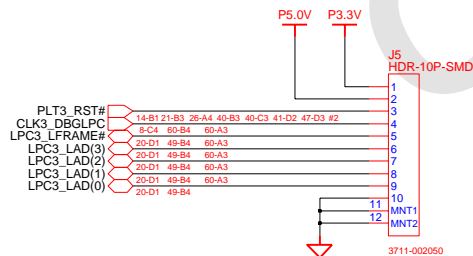 P5.0V P3.3V
J5
HDR-10P-SMD
1
2
PLT3_RST# 14-B1 21-B3 26-A4 40-B3 40-C3 41-D2 47-D3 #2 3
CLK3_DBGLPC 8-C4 60-B4 60-A3 4
LPC3_LFRAME# 20-D1 49-B4 60-A3 5
LPC3_LAD(3) 20-D1 49-B4 6
LPC3_LAD(2) 20-D1 49-B4 7
LPC3_LAD(1) 20-D1 49-B4 60-A3 8
LPC3_LAD(0) 20-D1 49-B4 9
10
11 MNT1
12 MNT2
3711-002050